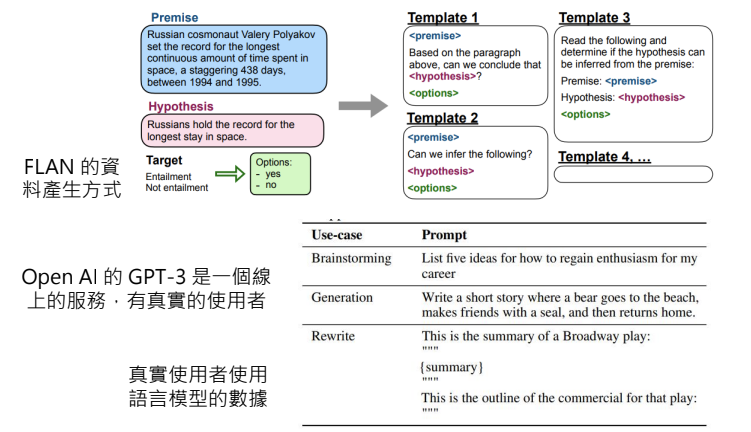 Premise
Russian cosmonaut Valery Polyakov
set the record for the longest
continuous amount of time spent in
space, a staggering 438 days,
between 1994 and 1995.
Hypothesis
Russians hold the record for the
longest stay in space.
Target
Entailment
Not entailment
Options:
- yes
- no
Template 1
<premise>
Based on the paragraph
above, can we conclude that
<hypothesis>?
<options>
Template 2
<premise>
Can we infer the following?
<hypothesis>
<options>
Template 3
Read the following and
determine if the hypothesis can
be inferred from the premise:
Premise: <premise>
Hypothesis: <hypothesis>
<options>
Template 4, …
FLAN 的資
料產生方式
Open AI 的 GPT-3 是一個線
上的服務，有真實的使用者
真實使用者使用
語言模型的數據
Use-case Prompt
Brainstorming List five ideas for how to regain enthusiasm for my
career
Generation Write a short story where a bear goes to the beach,
makes friends with a seal, and then returns home.
Rewrite This is the summary of a Broadway play:
"""
{summary}
"""
This is the outline of the commercial for that play:
"""